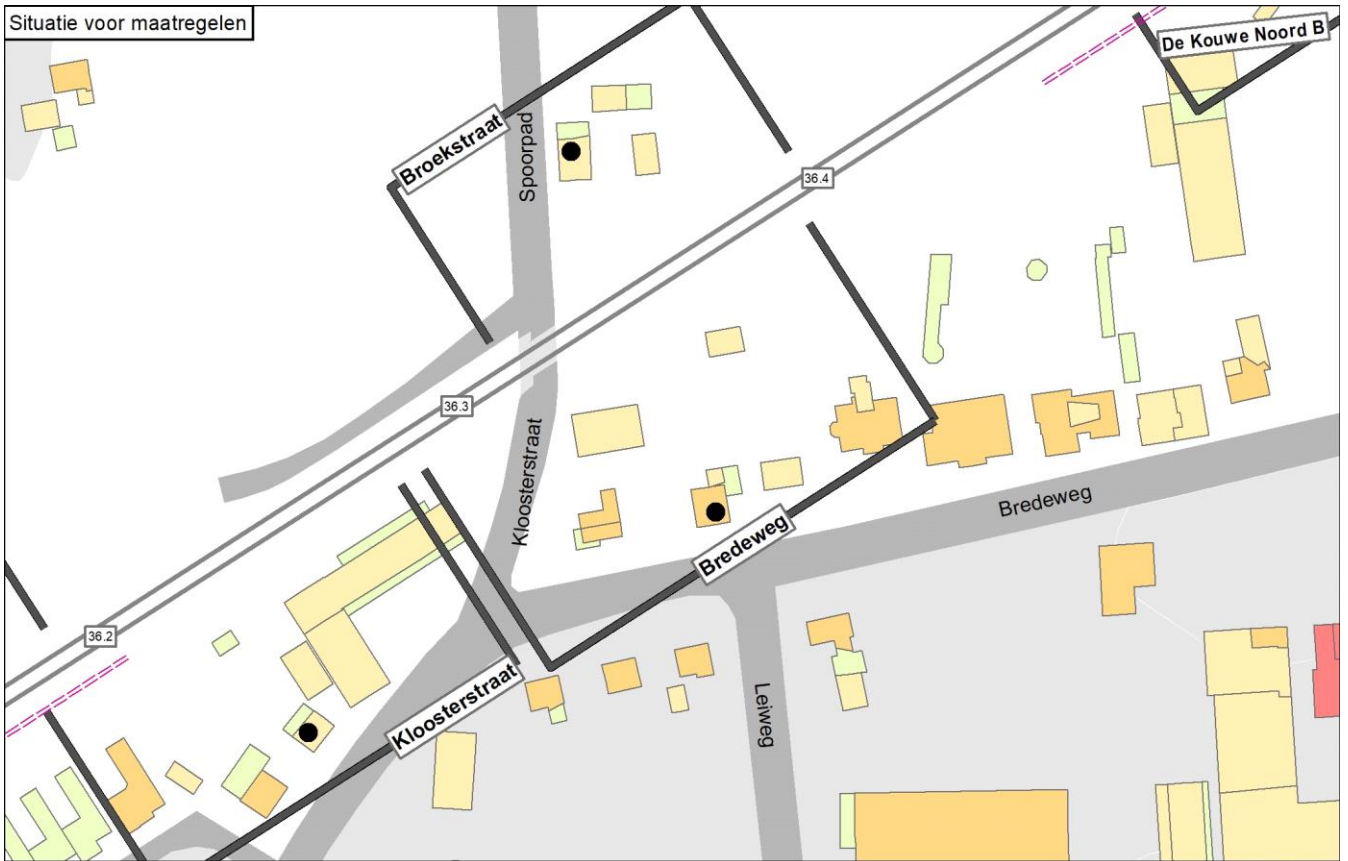 Situatie voor maatregelen
De Kouwe Noord B
Broekstraat
Spoorpad
36.4
36.3
Kloosterstraat
Bredeweg
Bredeweg
36.2
Kloosterstraat
Leiweg